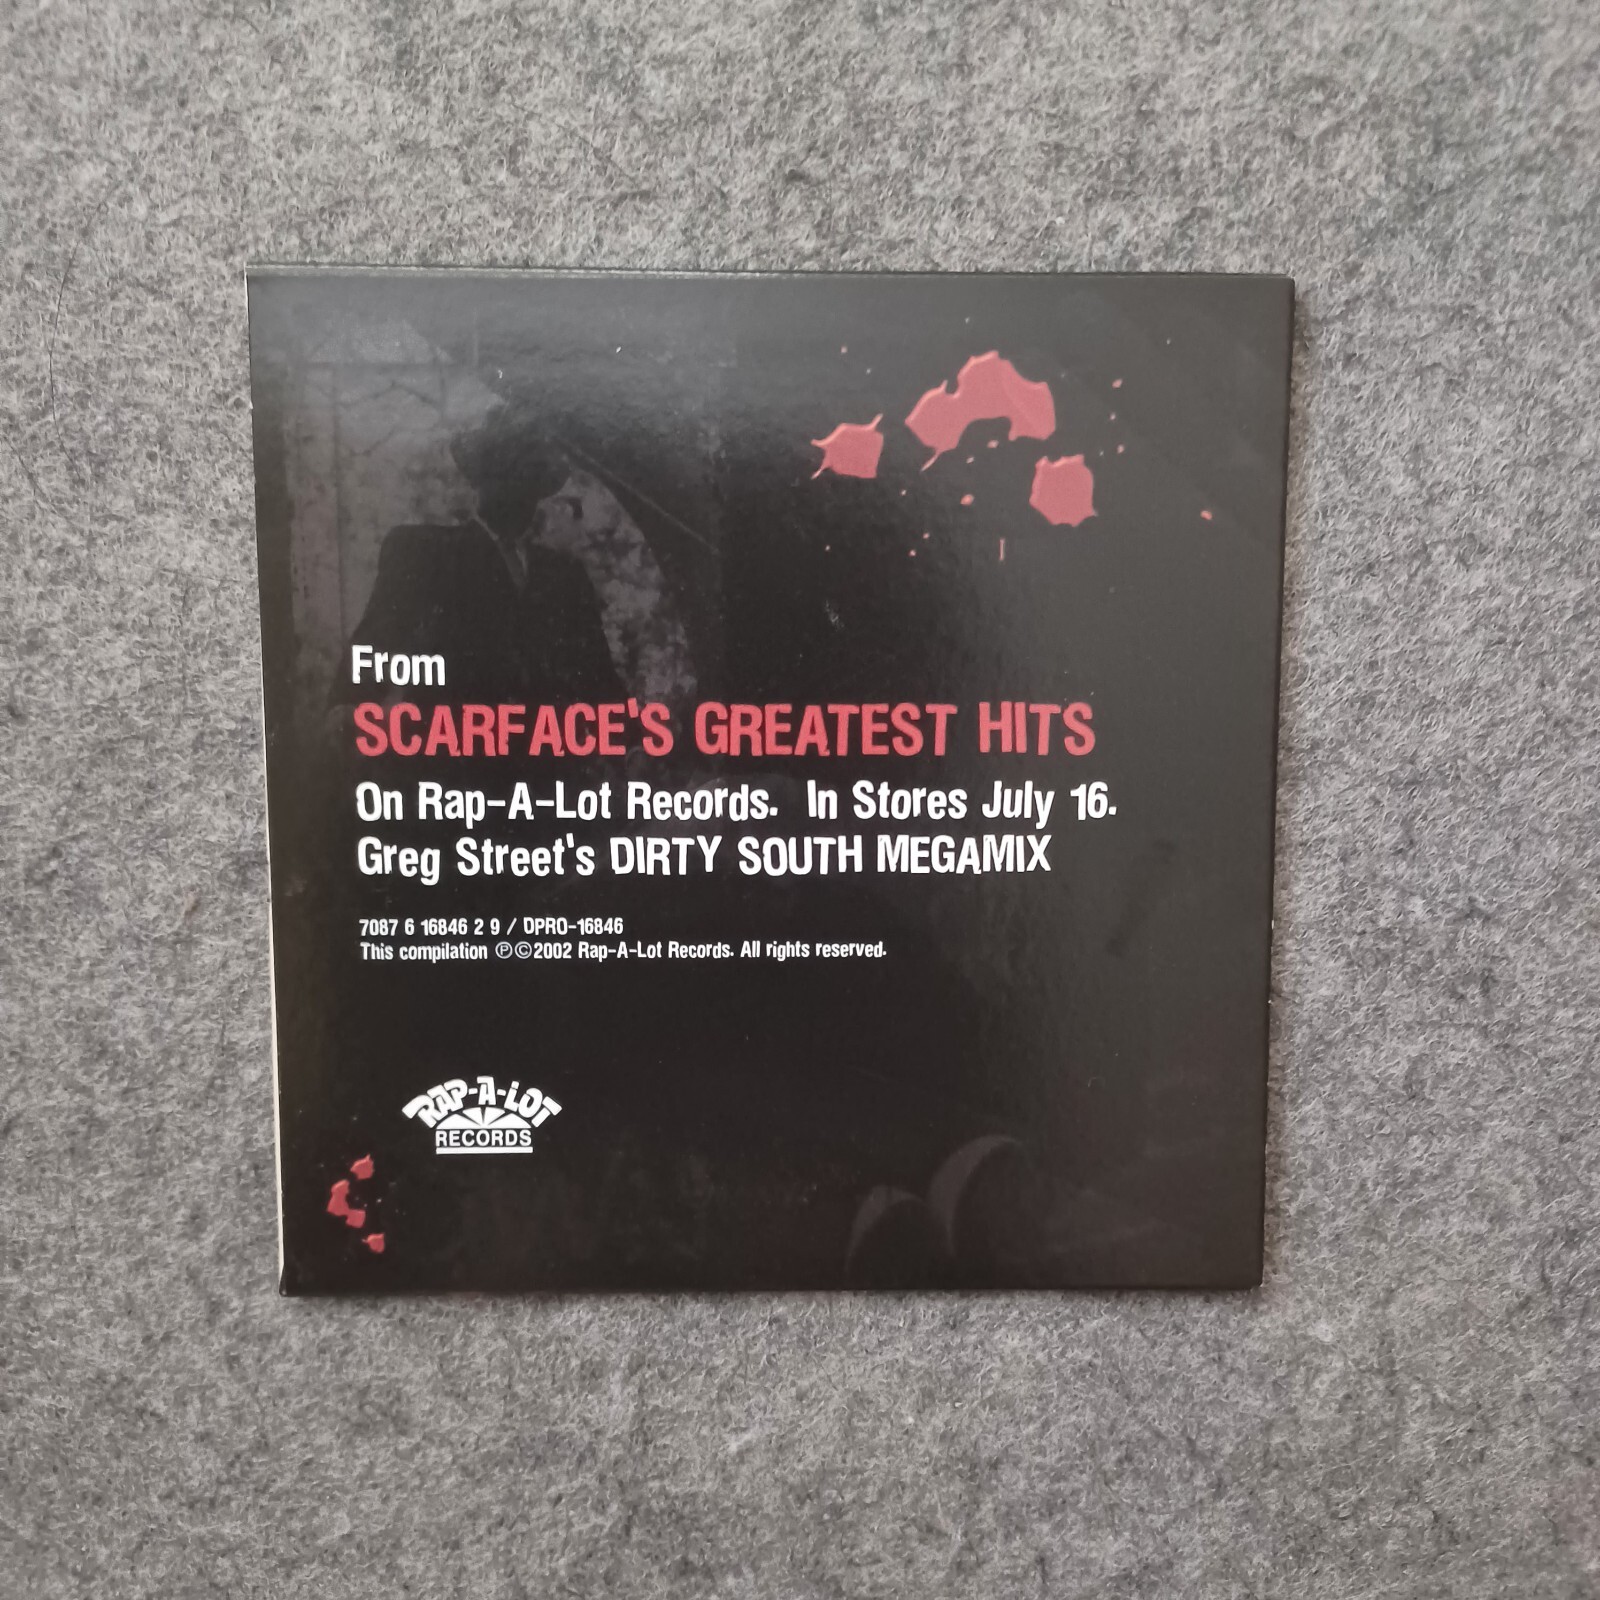 From
SCARFACE'S GREATEST HITS
On Rap-A-Lot Records. In Stores July 16.
Greg Street's DIRTY SOUTH MEGAMIX
7087 6 16846 2 9 / DPRO-16846
This compilation ℗©2002 Rap-A-Lot Records. All rights reserved.
RAP-A-LOT
RECORDS